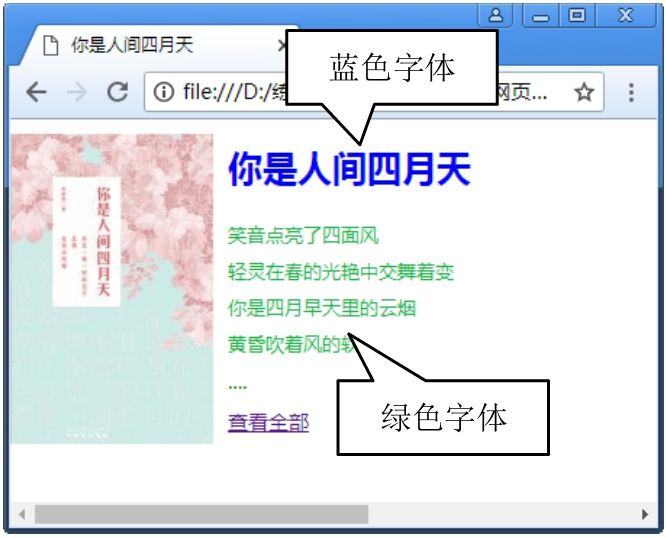 你是人间四月天
蓝色字体
file:///D:/
网页...
你是人间四月天
你是人间四月天
笑音点亮了四面风
轻灵在春的光艳中交舞着变
你是四月早天里的云烟
黄昏吹着风的软
....
查看全部
绿色字体